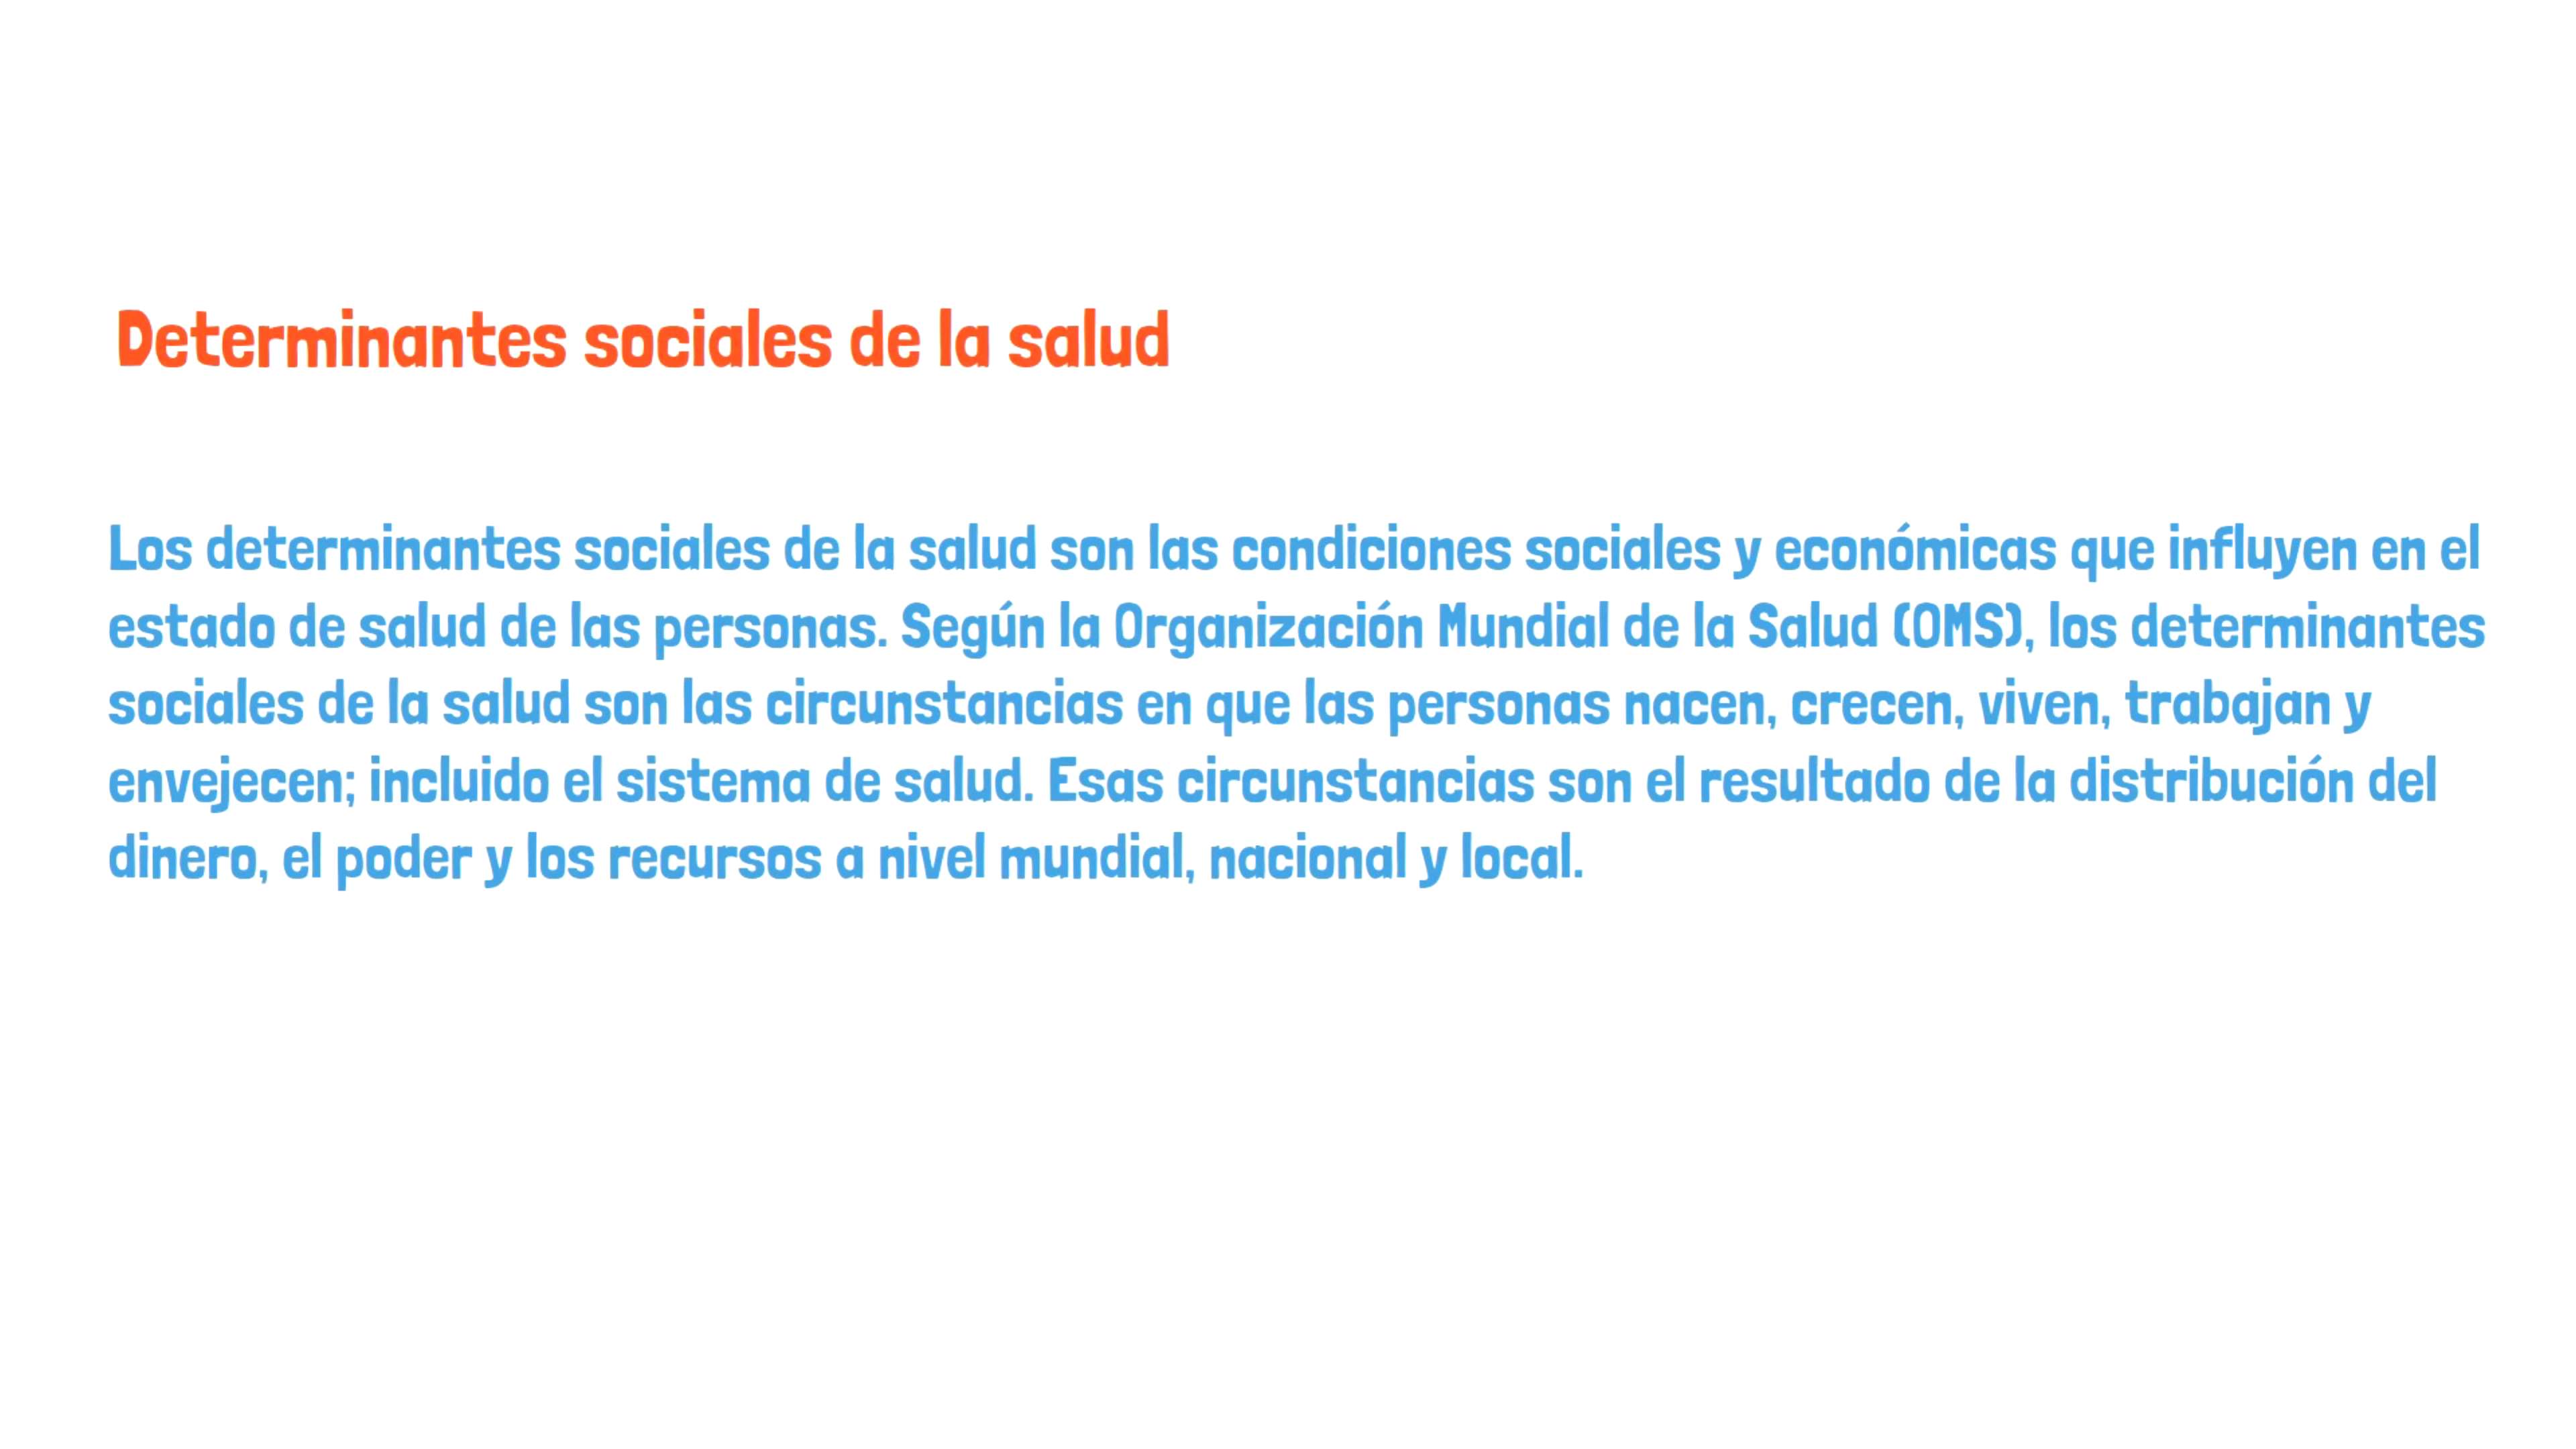 Determinantes sociales de la salud
Los determinantes sociales de la salud son las condiciones sociales y económicas que influyen en el
estado de salud de las personas. Según la Organización Mundial de la Salud (OMS), los determinantes
sociales de la salud son las circunstancias en que las personas nacen, crecen, viven, trabajan y
envejecen; incluido el sistema de salud. Esas circunstancias son el resultado de la distribución del
dinero, el poder y los recursos a nivel mundial, nacional y local.